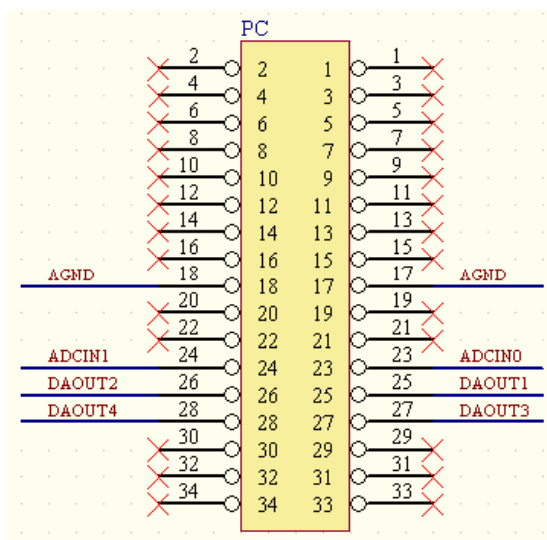 PC
2 2 1 1
4 4 3 3
6 6 5 5
8 8 7 7
10 10 9 9
12 12 11 11
14 14 13 13
16 16 15 15
AGND 18 18 17 17 AGND
20 20 19 19
22 22 21 21
ADCIN1 24 24 23 23 ADCIN0
DAOUT2 26 26 25 25 DAOUT1
DAOUT4 28 28 27 27 DAOUT3
30 30 29 29
32 32 31 31
34 34 33 33